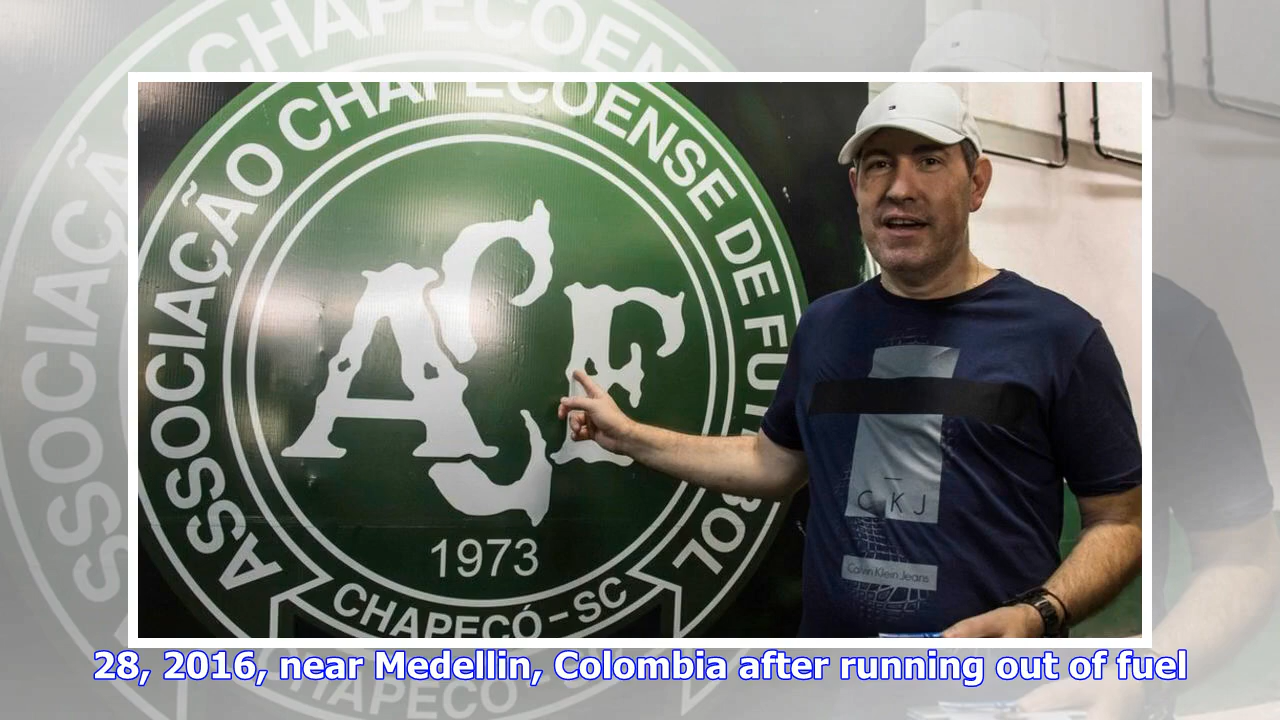 ASSOCIAÇÃO CHAPECOENSE DE FUTEBOL
ACF
1973
CHAPECÓ-SC
CKJ
Calvin Klein Jeans
28, 2016, near Medellin, Colombia after running out of fuel